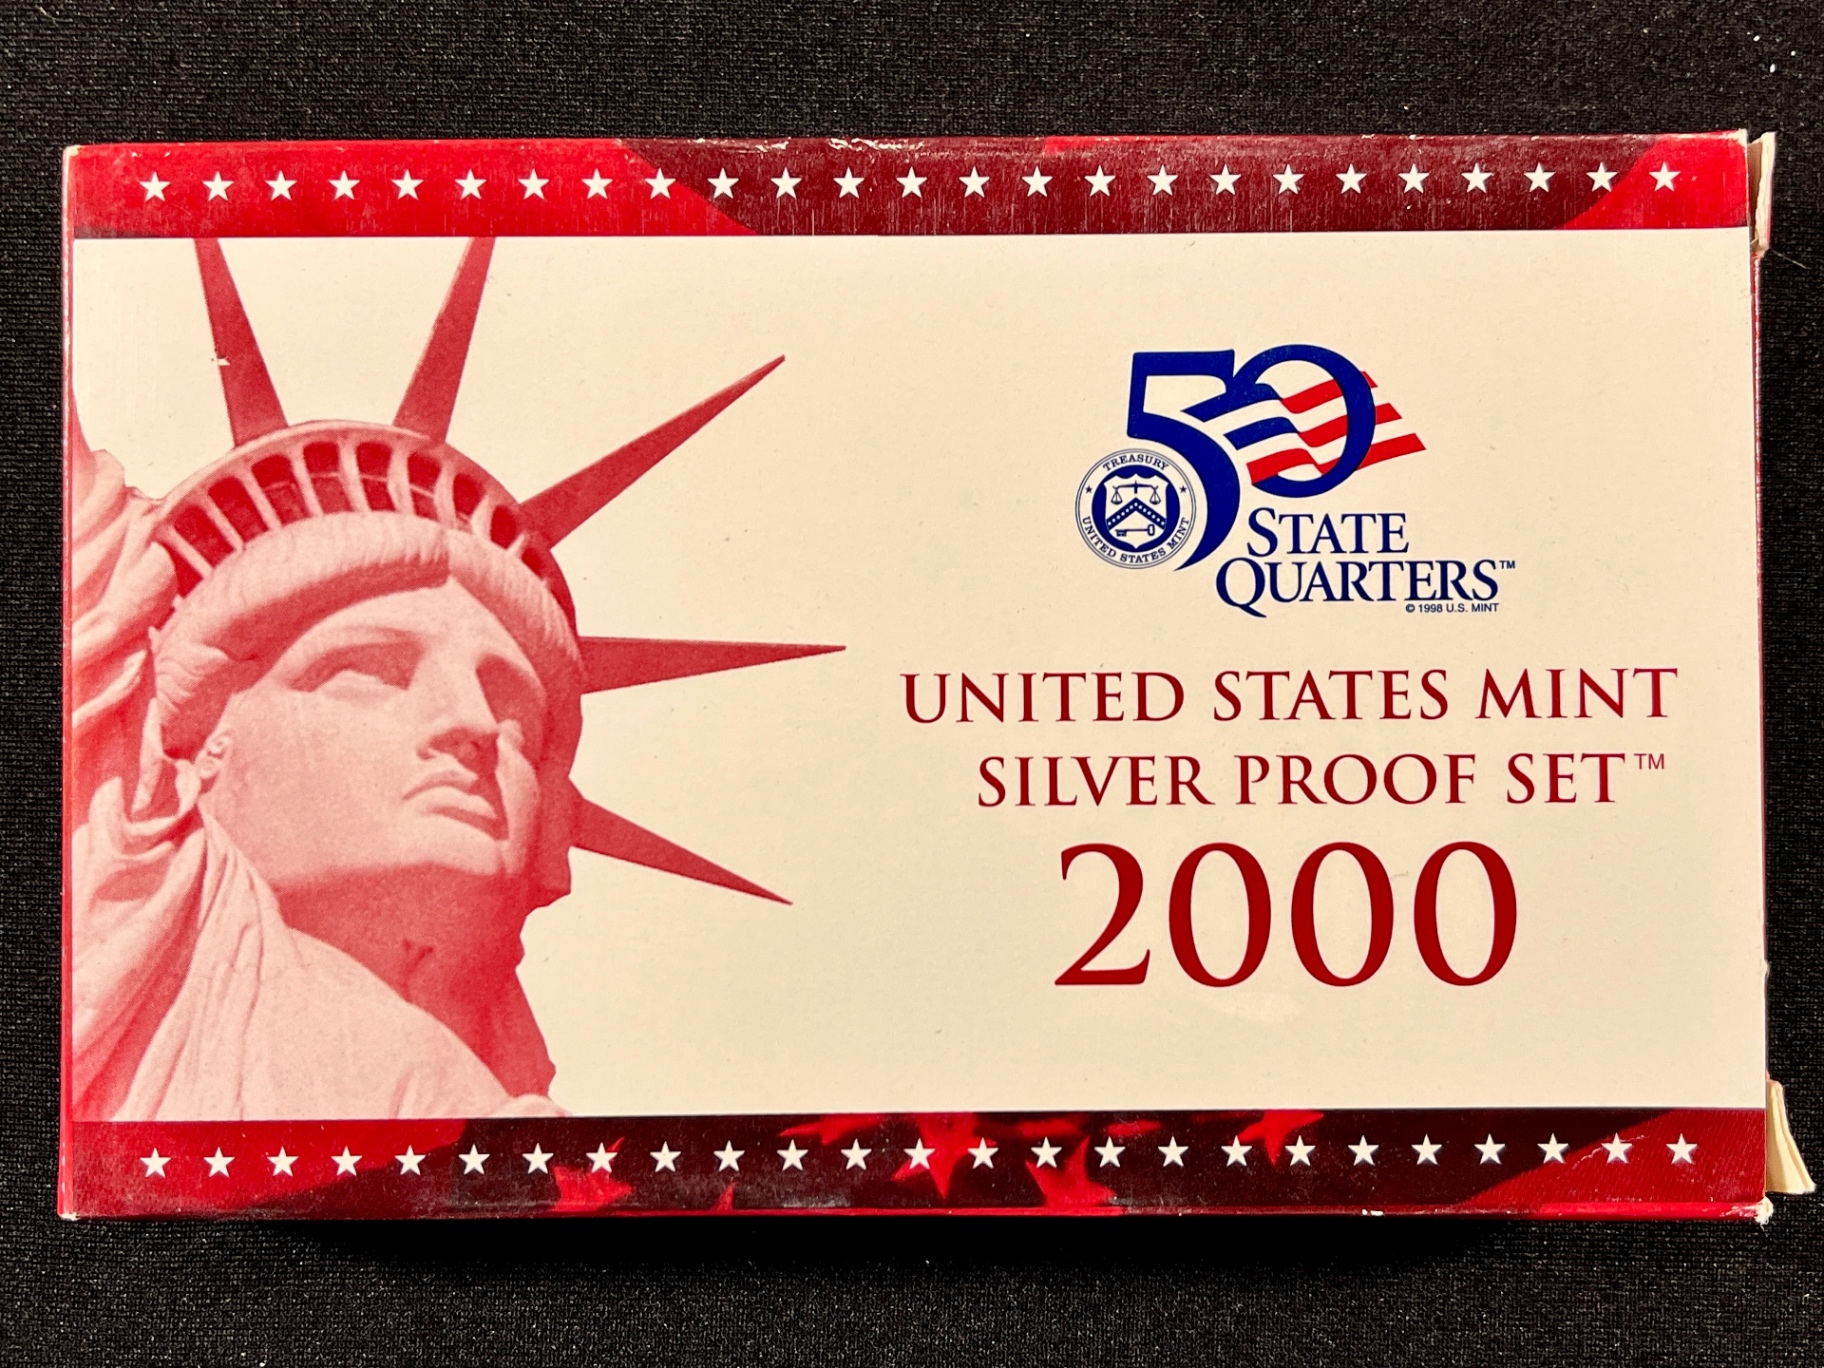 50
TREASURY
UNITED STATES MINT
STATE
QUARTERS™
© 1998 U.S. MINT
UNITED STATES MINT
SILVER PROOF SET™
2000